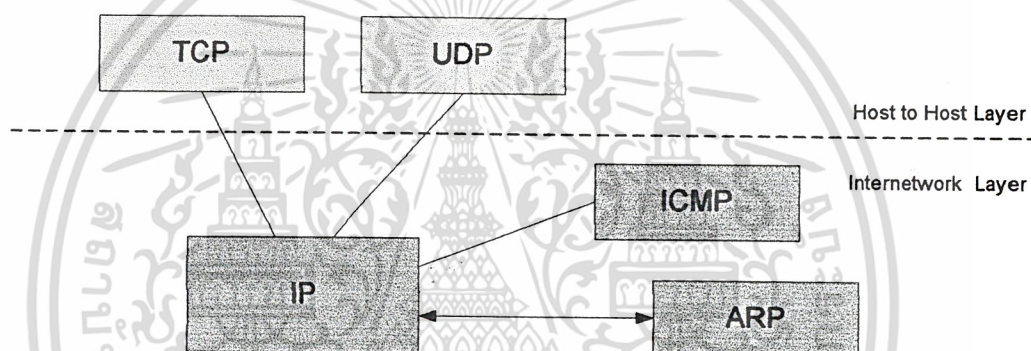 TCP
UDP
Host to Host Layer
Internetwork Layer
ICMP
IP
ARP